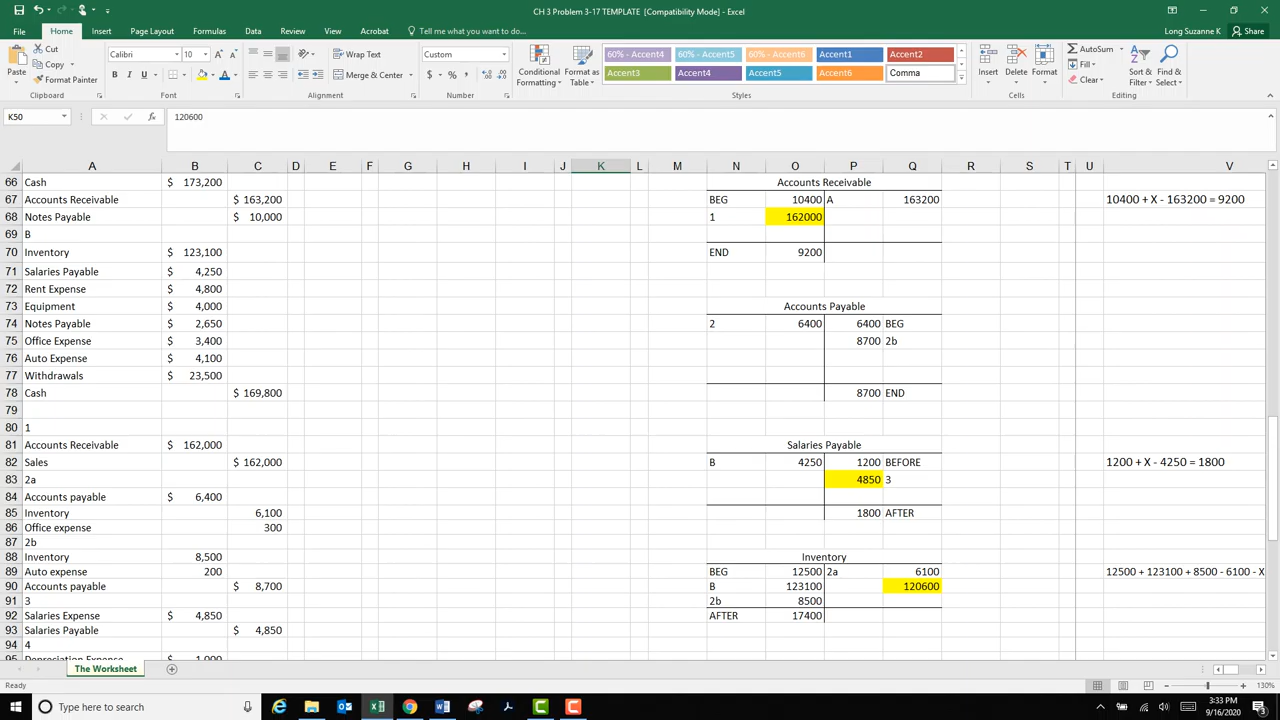 CH 3 Problem 3-17 TEMPLATE [Compatibility Mode] - Excel
Long Suzanne K
Share
File Home Insert Page Layout Formulas Data Review View Acrobat Tell me what you want to do...
Cut
Copy
Format Painter
Paste
Clipboard
Calibri 10
B I U
Font
Wrap Text
Merge & Center
Alignment
Custom
$ % ,
Number
Conditional Formatting
Format as Table
60% - Accent4 60% - Accent5 60% - Accent6 Accent1 Accent2
Accent3 Accent4 Accent5 Accent6 Comma
Styles
Insert Delete Format
Cells
AutoSum
Fill
Clear
Sort & Filter
Find & Select
Editing
K50 fx 120600
A B C D E F G H I J K L M N O P Q R S T U V
66 Cash $ 173,200 Accounts Receivable
67 Accounts Receivable $ 163,200 BEG 10400 A 163200 10400 + X - 163200 = 9200
68 Notes Payable $ 10,000 1 162000
69 B
70 Inventory $ 123,100 END 9200
71 Salaries Payable $ 4,250
72 Rent Expense $ 4,800
73 Equipment $ 4,000 Accounts Payable
74 Notes Payable $ 2,650 2 6400 6400 BEG
75 Office Expense $ 3,400 8700 2b
76 Auto Expense $ 4,100
77 Withdrawals $ 23,500
78 Cash $ 169,800 8700 END
79
80 1
81 Accounts Receivable $ 162,000 Salaries Payable
82 Sales $ 162,000 B 4250 1200 BEFORE 1200 + X - 4250 = 1800
83 2a 4850 3
84 Accounts payable $ 6,400
85 Inventory 6,100 1800 AFTER
86 Office expense 300
87 2b
88 Inventory 8,500 Inventory
89 Auto expense 200 BEG 12500 2a 6100 12500 + 123100 + 8500 - 6100 - X
90 Accounts payable $ 8,700 B 123100 120600
91 3 2b 8500
92 Salaries Expense $ 4,850 AFTER 17400
93 Salaries Payable $ 4,850
94 4
95 Depreciation Expense $ 1,000
The Worksheet
Ready
130%
Type here to search
3:33 PM
9/16/2020